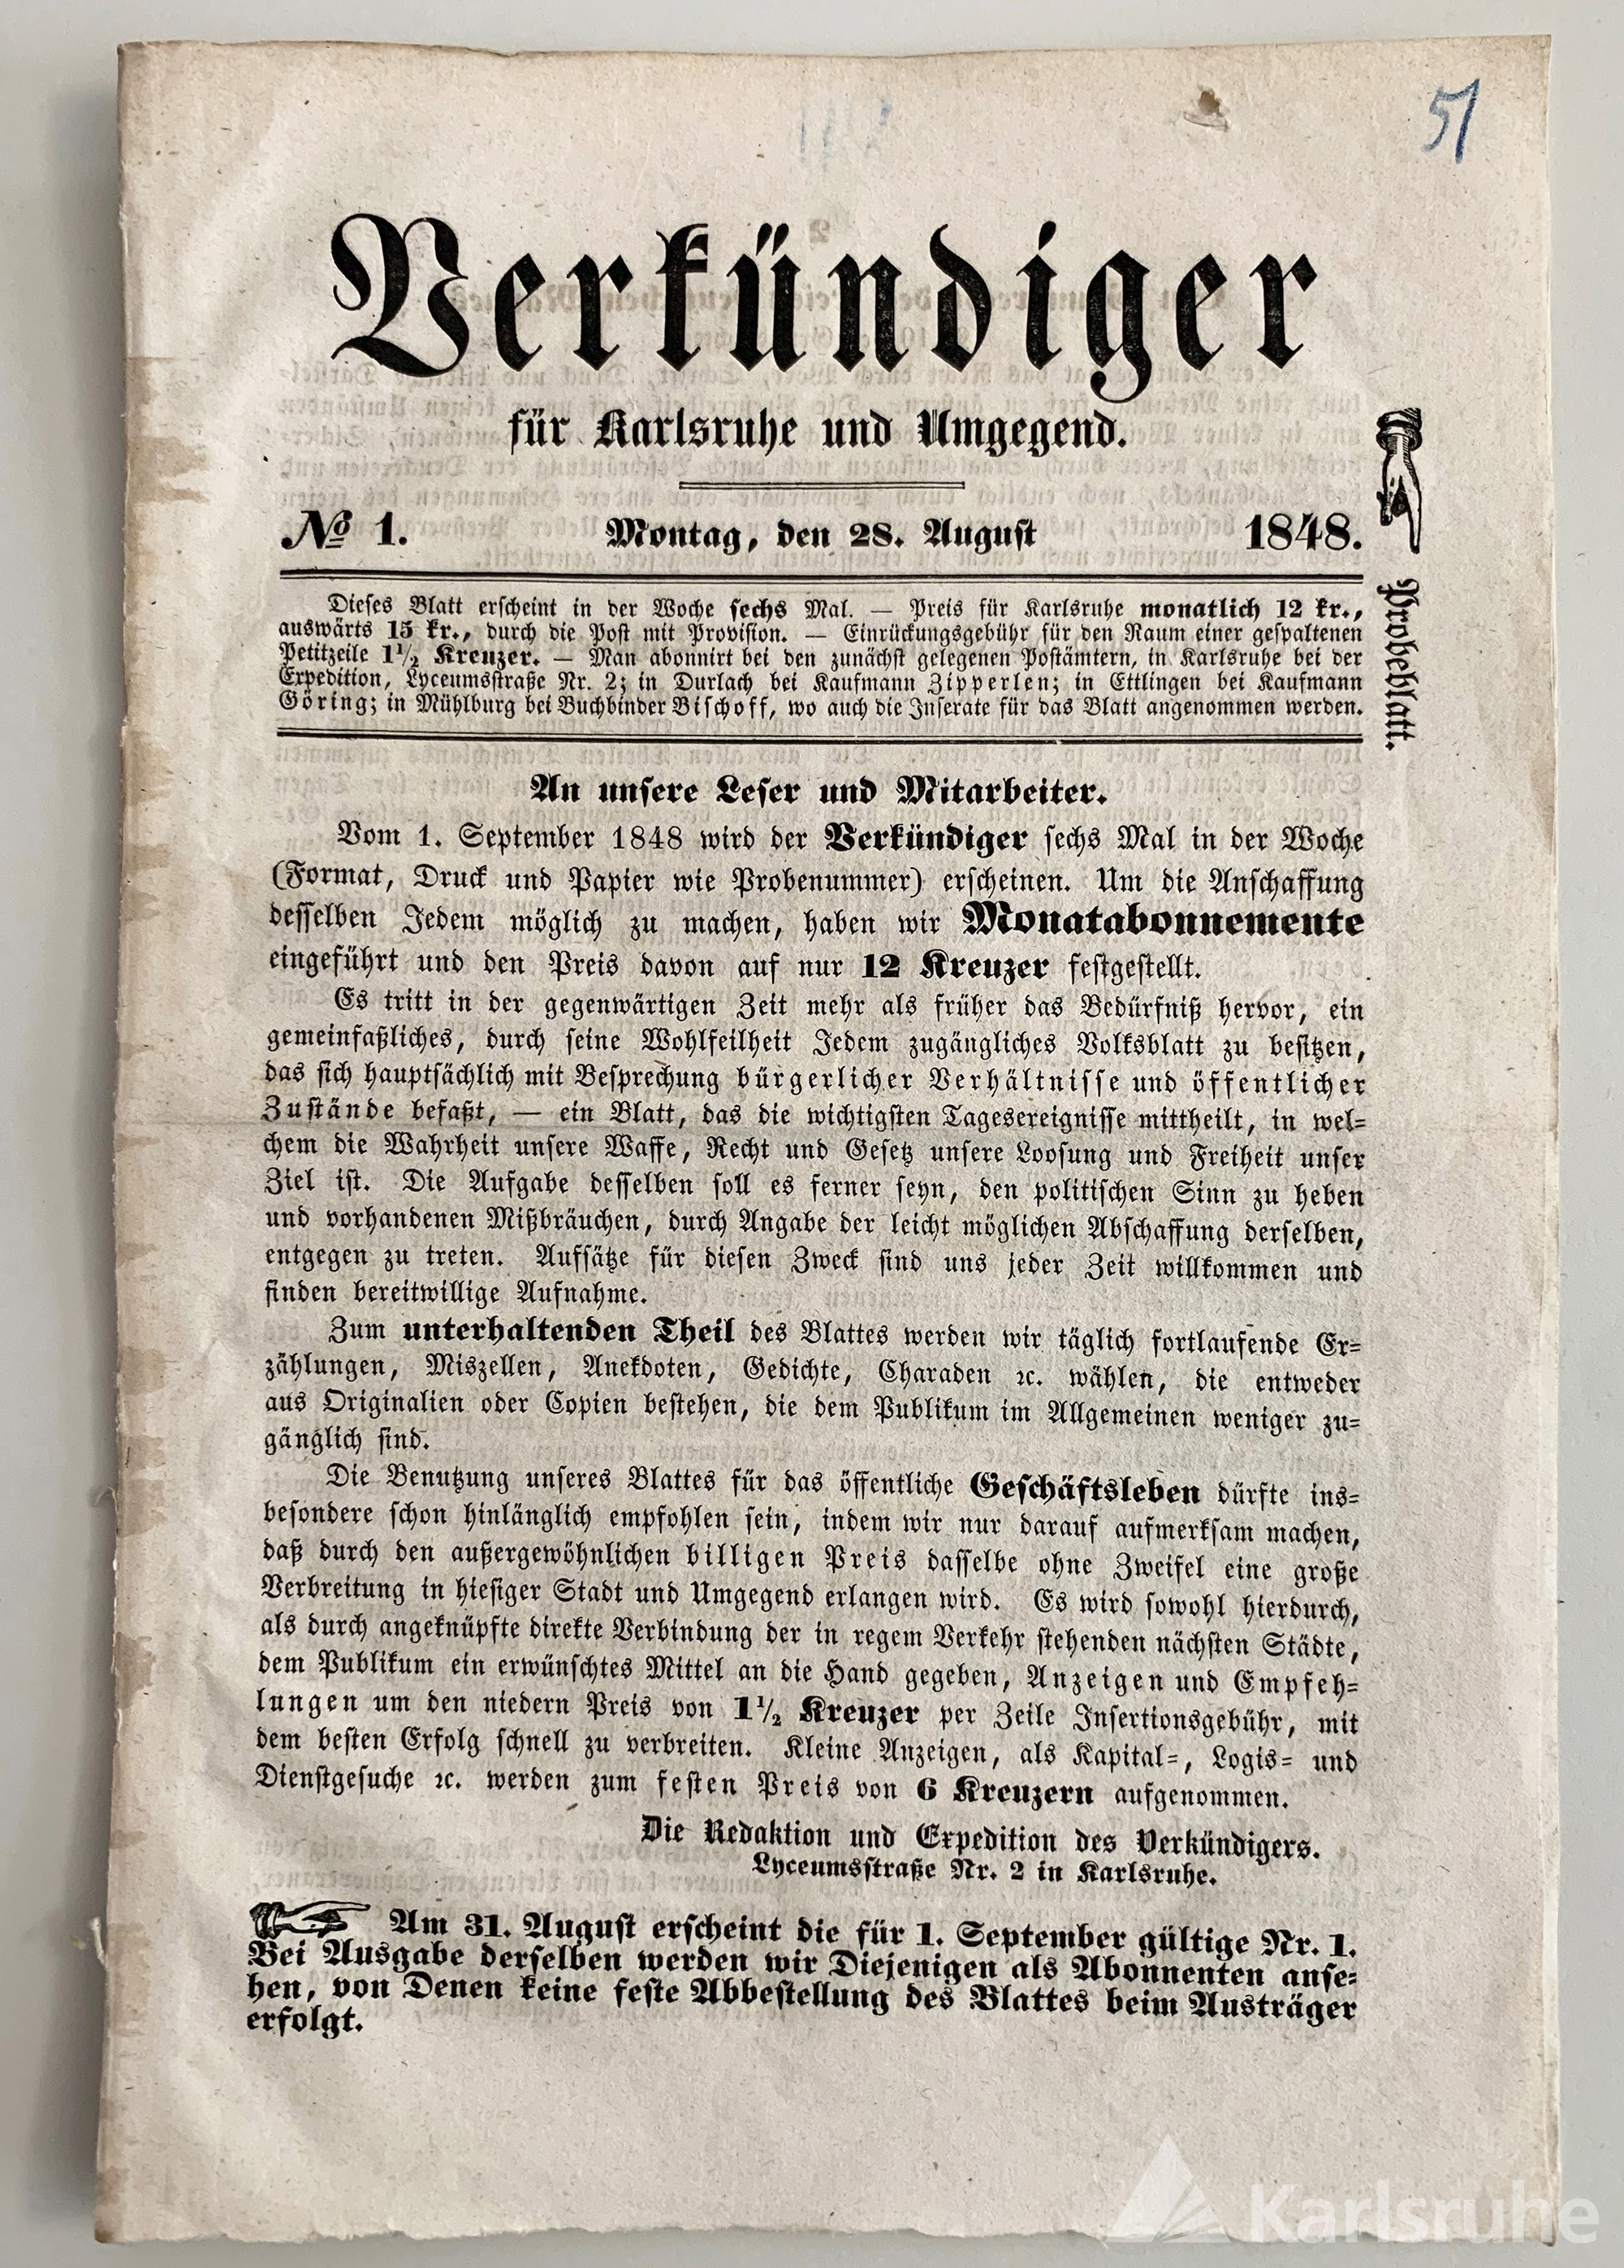 51
Verkündiger
für Karlsruhe und Umgegend.
No 1. Montag, den 28. August 1848.
Probeblatt.
Dieses Blatt erscheint in der Woche sechs Mal. — Preis für Karlsruhe monatlich 12 kr.,
auswärts 15 kr., durch die Post mit Provision. — Einrückungsgebühr für den Raum einer gespaltenen
Petitzeile 1½ Kreuzer. — Man abonnirt bei den zunächst gelegenen Postämtern, in Karlsruhe bei der
Expedition, Lyceumsstraße Nr. 2; in Durlach bei Kaufmann Zipperlen; in Ettlingen bei Kaufmann
Göring; in Mühlburg bei Buchbinder Bischoff, wo auch die Inserate für das Blatt angenommen werden.
An unsere Leser und Mitarbeiter.
Vom 1. September 1848 wird der Verkündiger sechs Mal in der Woche
(Format, Druck und Papier wie Probenummer) erscheinen. Um die Anschaffung
desselben Jedem möglich zu machen, haben wir Monatabonnemente
eingeführt und den Preis davon auf nur 12 Kreuzer festgestellt.
Es tritt in der gegenwärtigen Zeit mehr als früher das Bedürfniß hervor, ein
gemeinfaßliches, durch seine Wohlfeilheit Jedem zugängliches Volksblatt zu besitzen,
das sich hauptsächlich mit Besprechung bürgerlicher Verhältnisse und öffentlicher
Zustände befaßt, — ein Blatt, das die wichtigsten Tagesereignisse mittheilt, in wel-
chem die Wahrheit unsere Waffe, Recht und Gesetz unsere Loosung und Freiheit unser
Ziel ist. Die Aufgabe desselben soll es ferner seyn, den politischen Sinn zu heben
und vorhandenen Mißbräuchen, durch Angabe der leicht möglichen Abschaffung derselben,
entgegen zu treten. Aufsätze für diesen Zweck sind uns jeder Zeit willkommen und
finden bereitwillige Aufnahme.
Zum unterhaltenden Theil des Blattes werden wir täglich fortlaufende Er-
zählungen, Miszellen, Anekdoten, Gedichte, Charaden ꝛc. wählen, die entweder
aus Originalien oder Copien bestehen, die dem Publikum im Allgemeinen weniger zu-
gänglich sind.
Die Benutzung unseres Blattes für das öffentliche Geschäftsleben dürfte ins-
besondere schon hinlänglich empfohlen sein, indem wir nur darauf aufmerksam machen,
daß durch den außergewöhnlichen billigen Preis dasselbe ohne Zweifel eine große
Verbreitung in hiesiger Stadt und Umgegend erlangen wird. Es wird sowohl hierdurch,
als durch angeknüpfte direkte Verbindung der in regem Verkehr stehenden nächsten Städte,
dem Publikum ein erwünschtes Mittel an die Hand gegeben, Anzeigen und Empfeh-
lungen um den niedern Preis von 1½ Kreuzer per Zeile Insertionsgebühr, mit
dem besten Erfolg schnell zu verbreiten. Kleine Anzeigen, als Kapital-, Logis- und
Dienstgesuche ꝛc. werden zum festen Preis von 6 Kreuzern aufgenommen.
Die Redaktion und Expedition des Verkündigers.
Lyceumsstraße Nr. 2 in Karlsruhe.
Am 31. August erscheint die für 1. September gültige Nr. 1.
Bei Ausgabe derselben werden wir Diejenigen als Abonnenten anse-
hen, von Denen keine feste Abbestellung des Blattes beim Austräger
erfolgt.
Karlsruhe